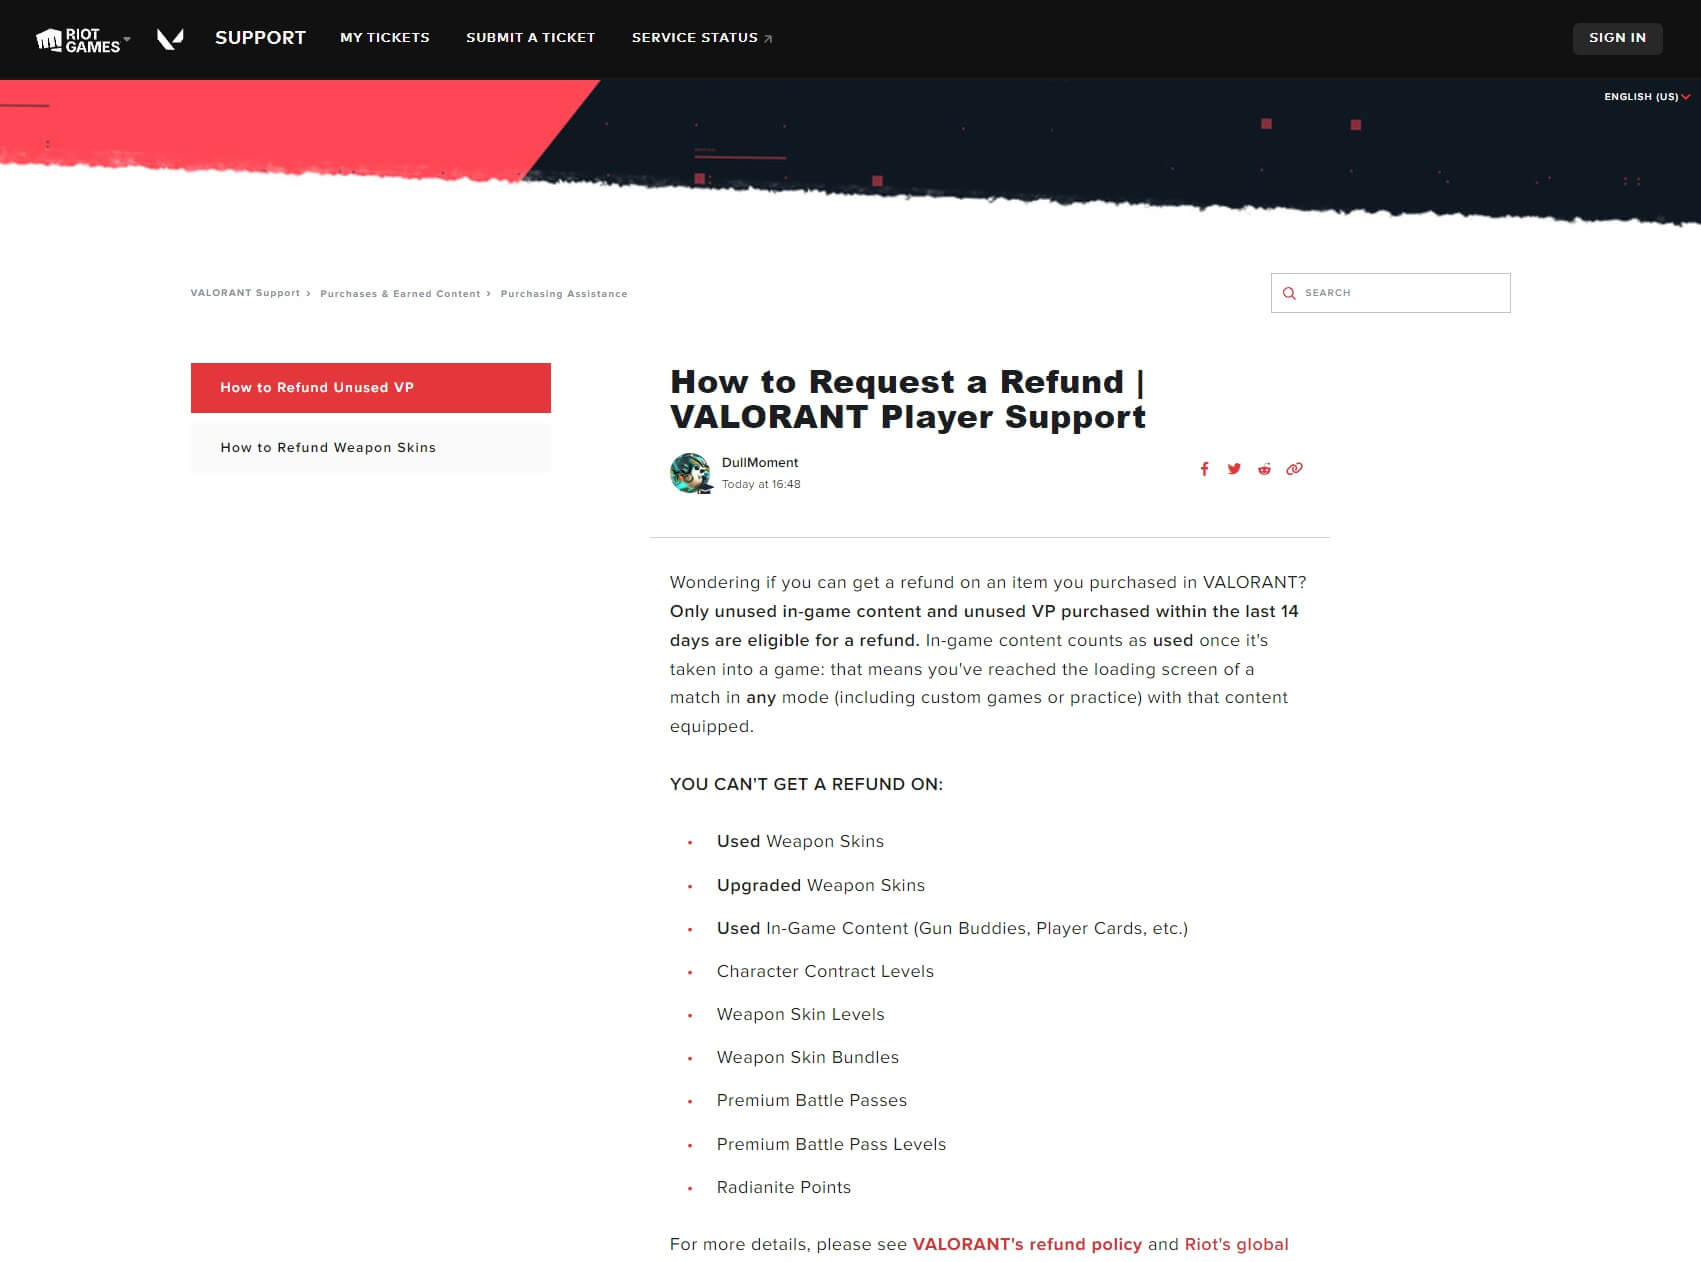 RIOT GAMES
SUPPORT
MY TICKETS
SUBMIT A TICKET
SERVICE STATUS
SIGN IN
ENGLISH (US)
VALORANT Support
Purchases & Earned Content
Purchasing Assistance
SEARCH
How to Refund Unused VP
How to Refund Weapon Skins
How to Request a Refund |
VALORANT Player Support
DullMoment
Today at 16:48
Wondering if you can get a refund on an item you purchased in VALORANT?
Only unused in-game content and unused VP purchased within the last 14
days are eligible for a refund. In-game content counts as used once it's
taken into a game: that means you've reached the loading screen of a
match in any mode (including custom games or practice) with that content
equipped.
YOU CAN'T GET A REFUND ON:
Used Weapon Skins
Upgraded Weapon Skins
Used In-Game Content (Gun Buddies, Player Cards, etc.)
Character Contract Levels
Weapon Skin Levels
Weapon Skin Bundles
Premium Battle Passes
Premium Battle Pass Levels
Radianite Points
For more details, please see VALORANT's refund policy and Riot's global